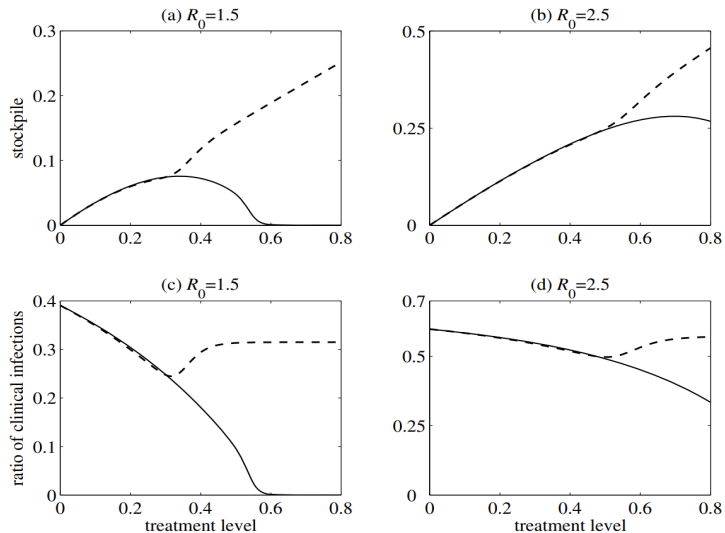 (a) R0=1.5
(b) R0=2.5
stockpile
0.3
0.2
0.1
0
0 0.2 0.4 0.6 0.8
0.5
0.25
0
0 0.2 0.4 0.6 0.8
(c) R0=1.5
(d) R0=2.5
ratio of clinical infections
0.4
0.3
0.2
0.1
0
0 0.2 0.4 0.6 0.8
treatment level
0.7
0.5
0.25
0
0 0.2 0.4 0.6 0.8
treatment level